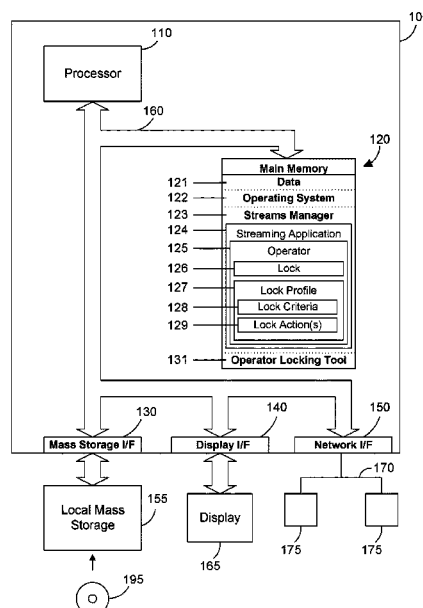 10
110
Processor
160
120
Main Memory
121
Data
122
Operating System
123
Streams Manager
124
Streaming Application
125
Operator
126
Lock
127
Lock Profile
128
Lock Criteria
129
Lock Action(s)
131
Operator Locking Tool
130
140
150
Mass Storage I/F
Display I/F
Network I/F
170
155
Local Mass
Storage
Display
165
175
175
195